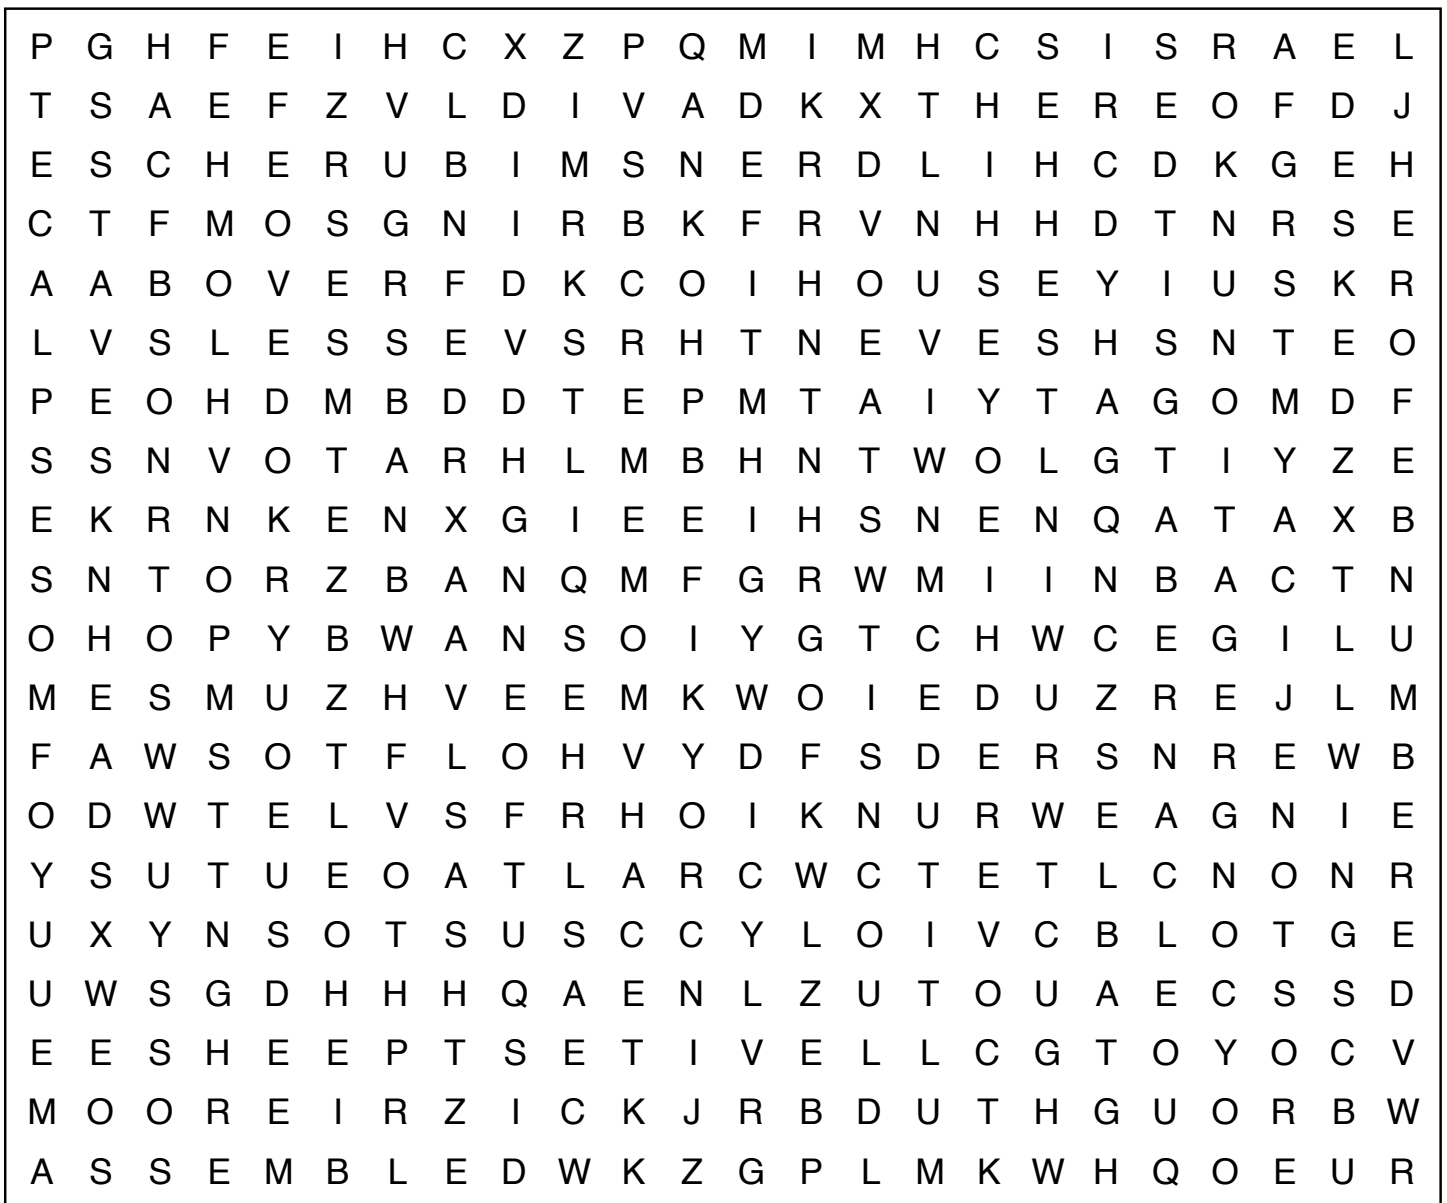 P G H F E I H C X Z P Q M I M H C S I S R A E L
T S A E F Z V L D I V A D K X T H E R E O F D J
E S C H E R U B I M S N E R D L I H C D K G E H
C T F M O S G N I R B K F R V N H H D T N R S E
A A B O V E R F D K C O I H O U S E Y I U S K R
L V S L E S S E V S R H T N E V E S H S N T E O
P E O H D M B D D T E P M T A I Y T A G O M D F
S S N V O T A R H L M B H N T W O L G T I Y Z E
E K R N K E N X G I E E I H S N E N Q A T A X B
S N T O R Z B A N Q M F G R W M I I N B A C T N
O H O P Y B W A N S O I Y G T C H W C E G I L U
M E S M U Z H V E E M K W O I E D U Z R E J L M
F A W S O T F L O H V Y D F S D E R S N R E W B
O D W T E L V S F R H O I K N U R W E A G N I E
Y S U T U E O A T L A R C W C T E T L C N O N R
U X Y N S O T S U S C C Y L O I V C B L O T G E
U W S G D H H H Q A E N L Z U T O U A E C S S D
E E S H E E P T S E T I V E L L C G T O Y O C V
M O O R E I R Z I C K J R B D U T H G U O R B W
A S S E M B L E D W K Z G P L M K W H Q O E U R